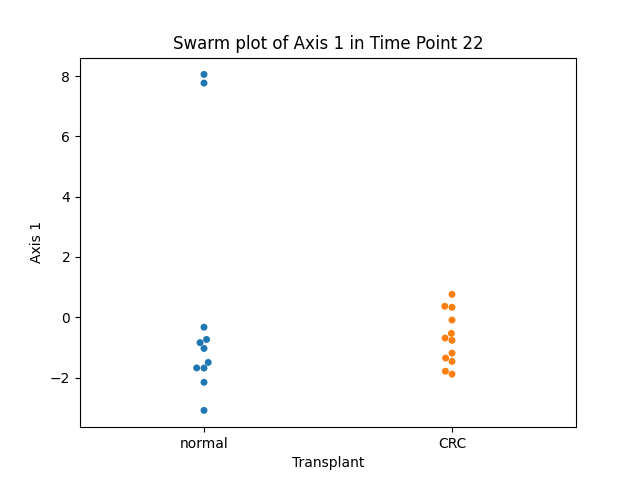 Swarm plot of Axis 1 in Time Point 22
8
6
4
2
0
−2
Axis 1
normal
CRC
Transplant